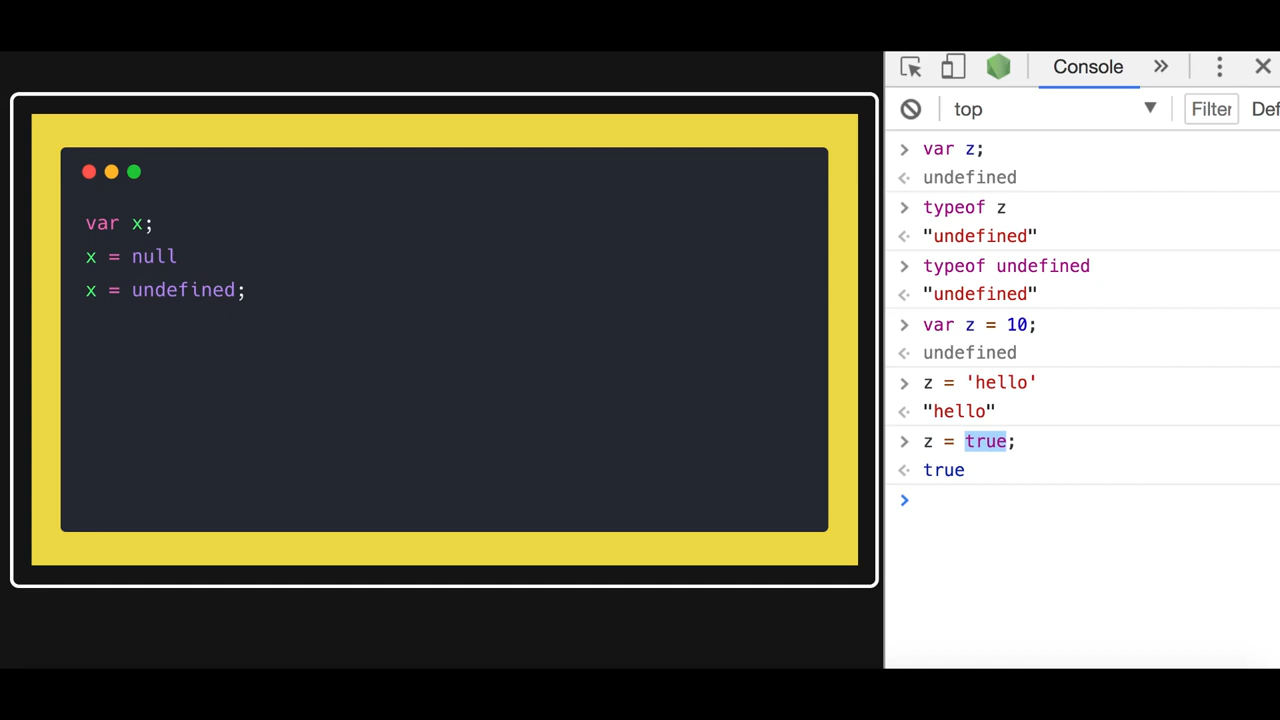 var x;
x = null
x = undefined;
Console
top
Filter
Def
var z;
undefined
typeof z
"undefined"
typeof undefined
"undefined"
var z = 10;
undefined
z = 'hello'
"hello"
z = true;
true